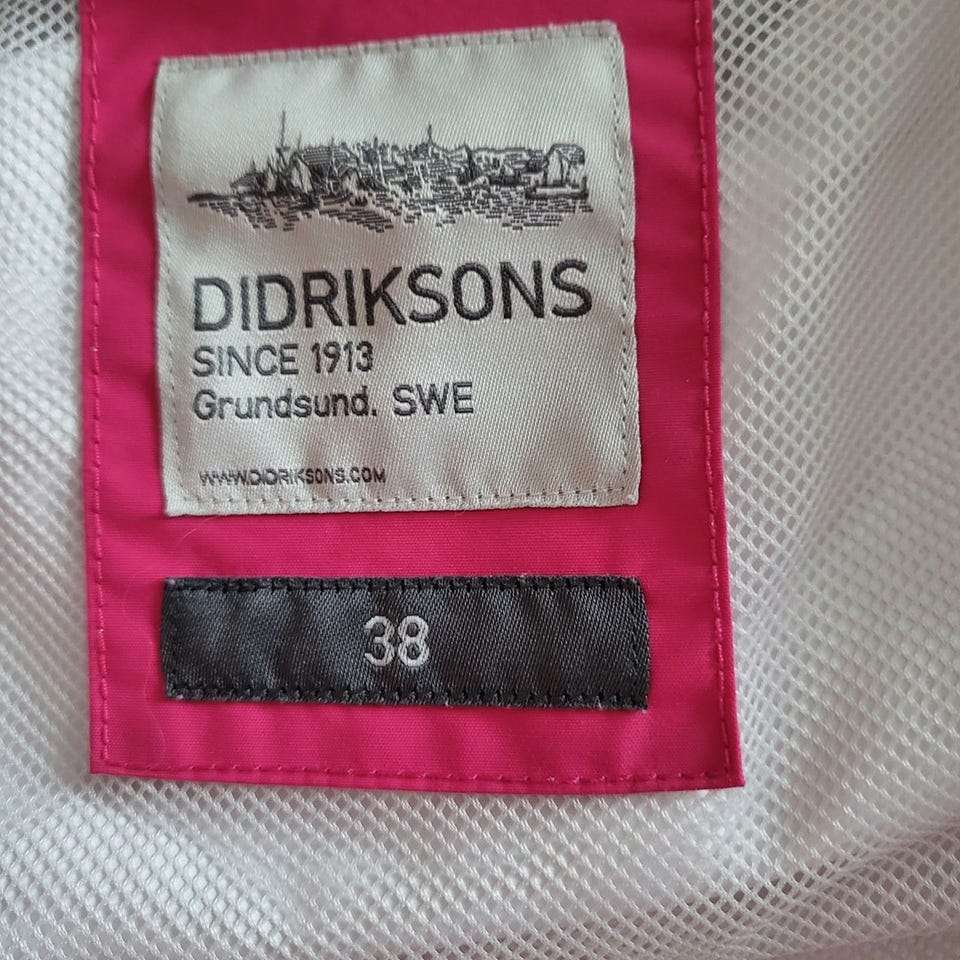 DIDRIKSONS
SINCE 1913
Grundsund. SWE
WWW.DIDRIKSONS.COM
38